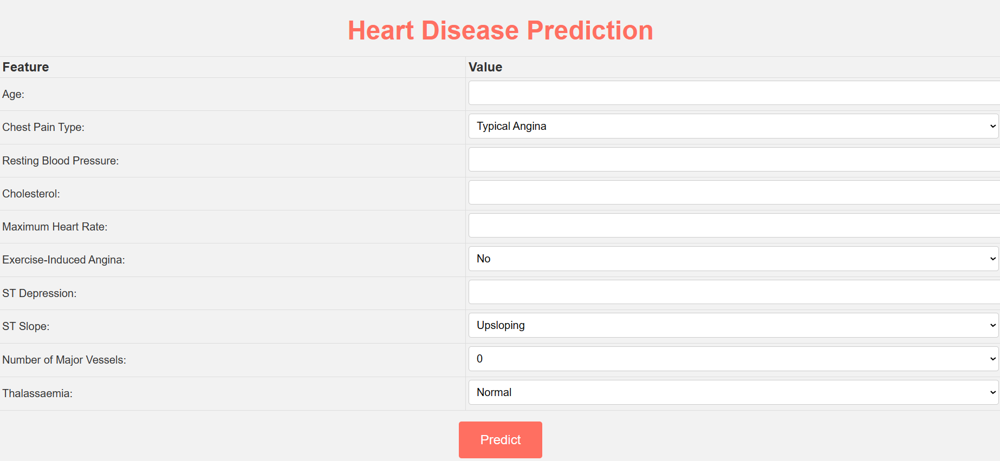 Heart Disease Prediction
Feature Value
Age:
Chest Pain Type: Typical Angina
Resting Blood Pressure:
Cholesterol:
Maximum Heart Rate:
Exercise-Induced Angina: No
ST Depression:
ST Slope: Upsloping
Number of Major Vessels: 0
Thalassaemia: Normal
Predict